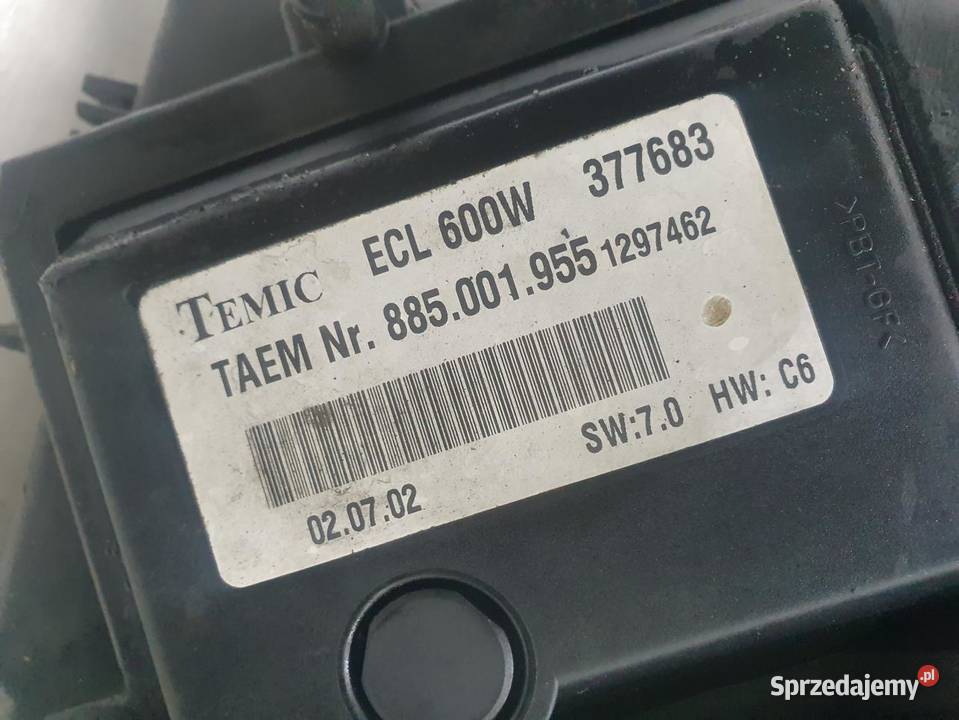 TEMIC ECL 600W 377683
TAEM Nr. 885.001.955 1297462
SW:7.0 HW: C6
02.07.02
>PBT-GF<
Sprzedajemy.pl